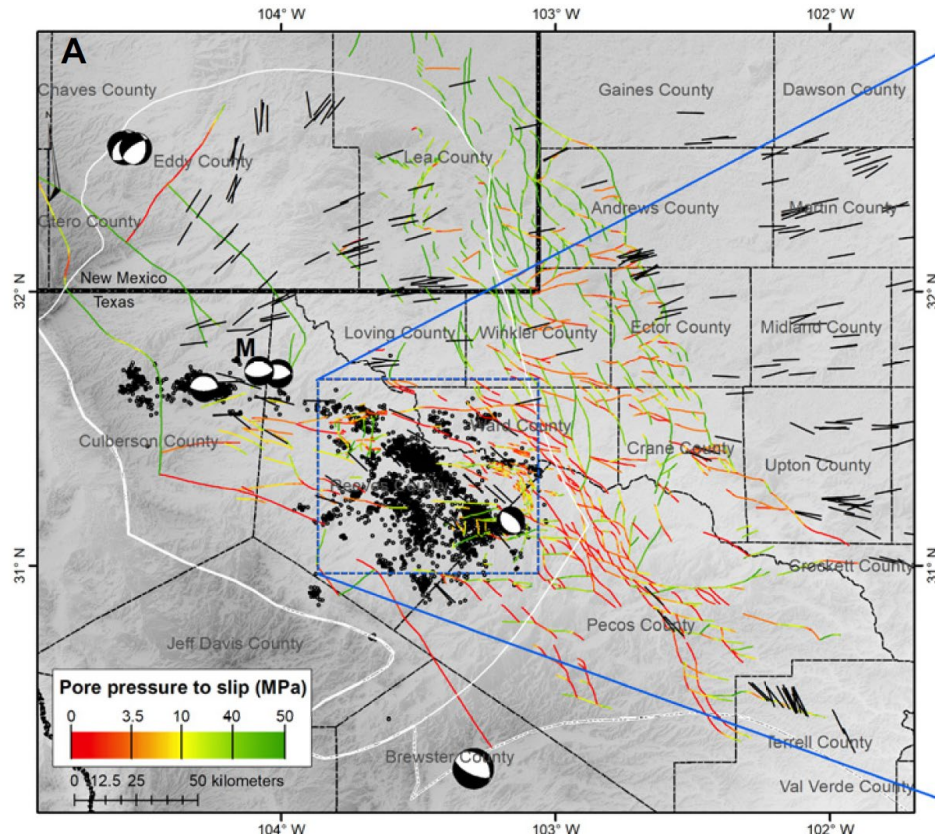 104° W 103° W 102° W
A
Chaves County
Gaines County
Dawson County
Eddy County
Lea County
Otero County
Andrews County
Martin County
New Mexico
Texas
32° N
32° N
Loving County
Winkler County
Ector County
Midland County
M
Culberson County
Ward County
Crane County
Upton County
31° N
31° N
Crockett County
Pecos County
Jeff Davis County
Pore pressure to slip (MPa)
0 3.5 10 40 50
0 12.5 25 50 kilometers
Brewster County
Terrell County
Val Verde County
104° W 103° W 102° W